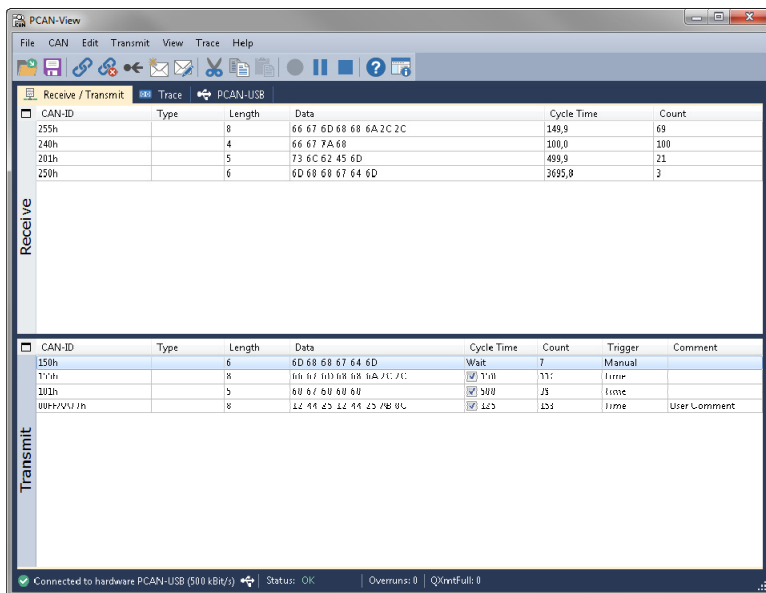 PCAN-View
File CAN Edit Transmit View Trace Help
Receive / Transmit Trace PCAN-USB
CAN-ID Type Length Data Cycle Time Count
255h 8 66 67 6D 68 68 6A 2C 2C 149,9 69
240h 4 66 67 7A 68 100,0 100
201h 5 73 6C 62 45 6D 499,9 21
250h 6 6D 68 68 67 64 6D 3695,8 3
Receive
CAN-ID Type Length Data Cycle Time Count Trigger Comment
150h 6 6D 68 68 67 64 6D Wait 7 Manual
8 Time
101h 5 500 Time
8 125 153 Time User Comment
Transmit
Connected to hardware PCAN-USB (500 kBit/s) Status: OK Overruns: 0 QXmtFull: 0